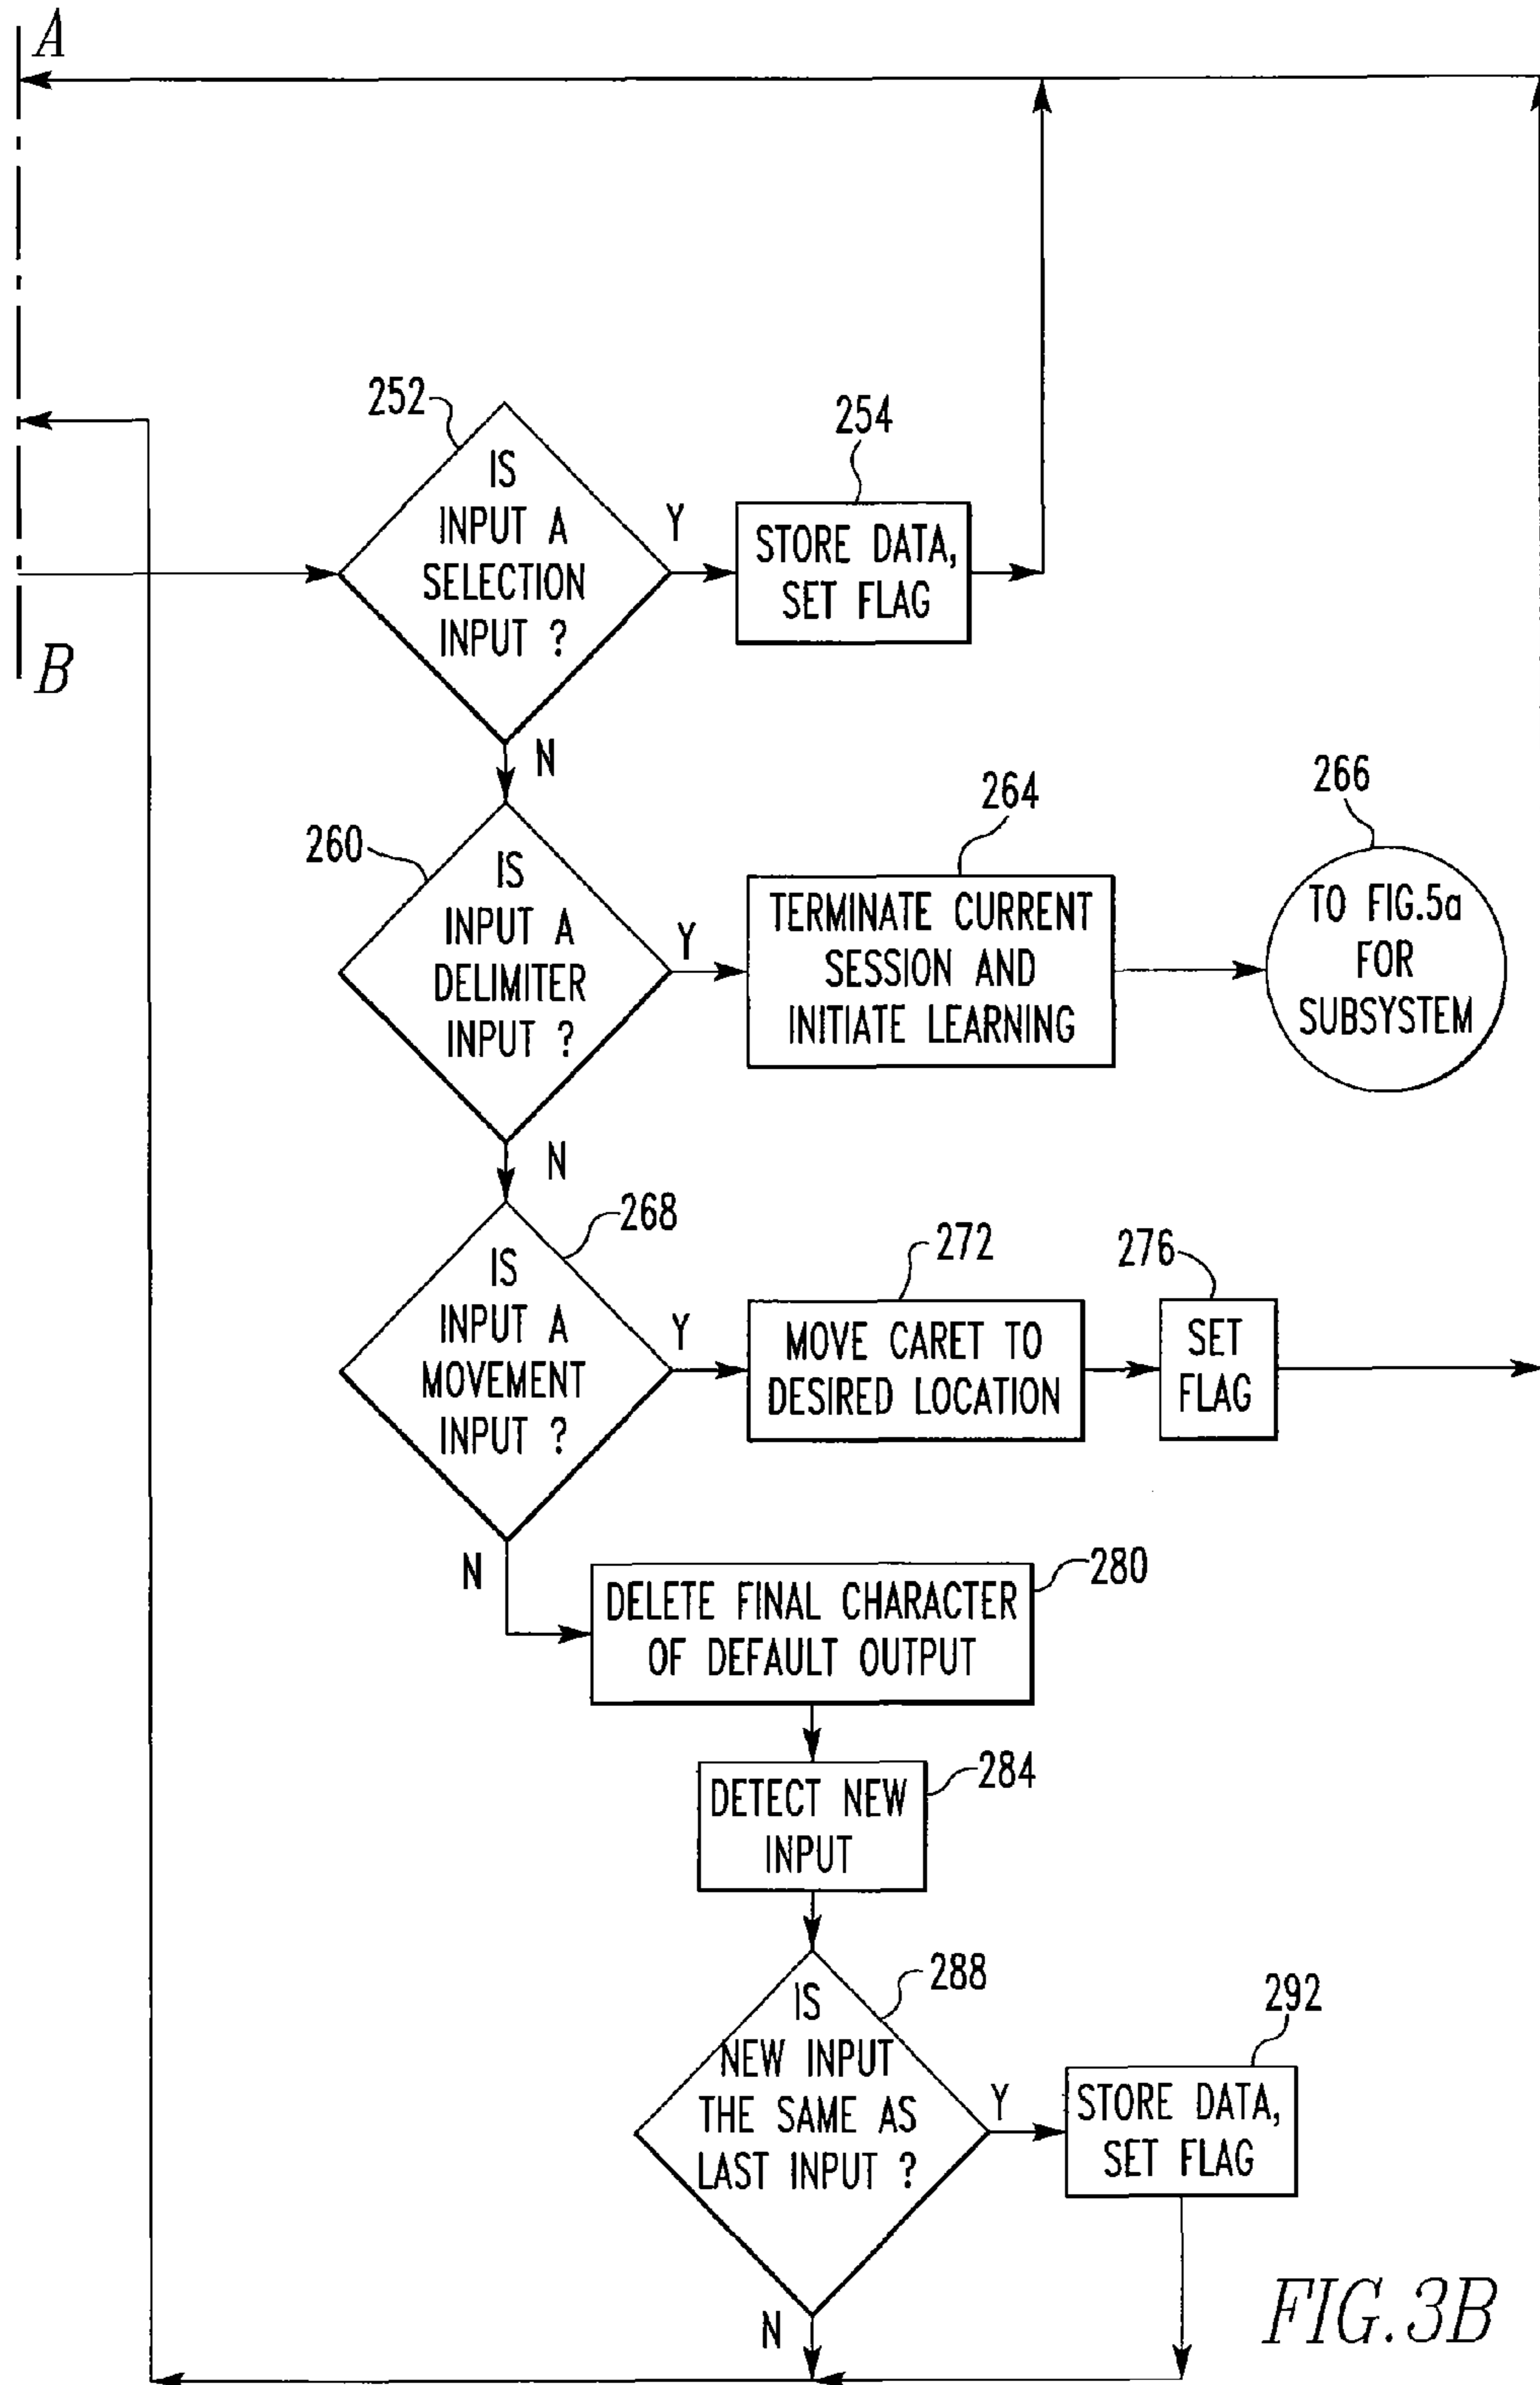 A
252
IS
INPUT A
SELECTION
INPUT ?
Y
254
STORE DATA,
SET FLAG
B
N
260
IS
INPUT A
DELIMITER
INPUT ?
Y
264
TERMINATE CURRENT
SESSION AND
INITIATE LEARNING
266
TO FIG.5a
FOR
SUBSYSTEM
N
268
IS
INPUT A
MOVEMENT
INPUT ?
Y
272
MOVE CARET TO
DESIRED LOCATION
276
SET
FLAG
N
280
DELETE FINAL CHARACTER
OF DEFAULT OUTPUT
284
DETECT NEW
INPUT
288
IS
NEW INPUT
THE SAME AS
LAST INPUT ?
Y
292
STORE DATA,
SET FLAG
N
FIG.3B